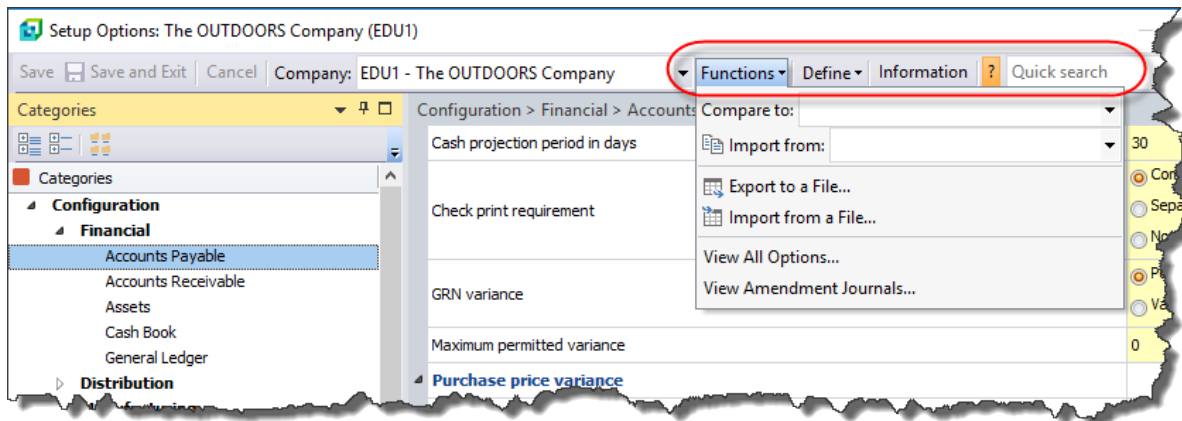 Setup Options: The OUTDOORS Company (EDU1)
Save Save and Exit Cancel Company: EDU1 - The OUTDOORS Company Functions Define Information ? Quick search
Categories
Configuration > Financial > Accounts
Compare to:
Import from:
Export to a File...
Import from a File...
View All Options...
View Amendment Journals...
Categories
Configuration
Financial
Accounts Payable
Accounts Receivable
Assets
Cash Book
General Ledger
Distribution
Cash projection period in days 30
Check print requirement
GRN variance
Maximum permitted variance 0
Purchase price variance